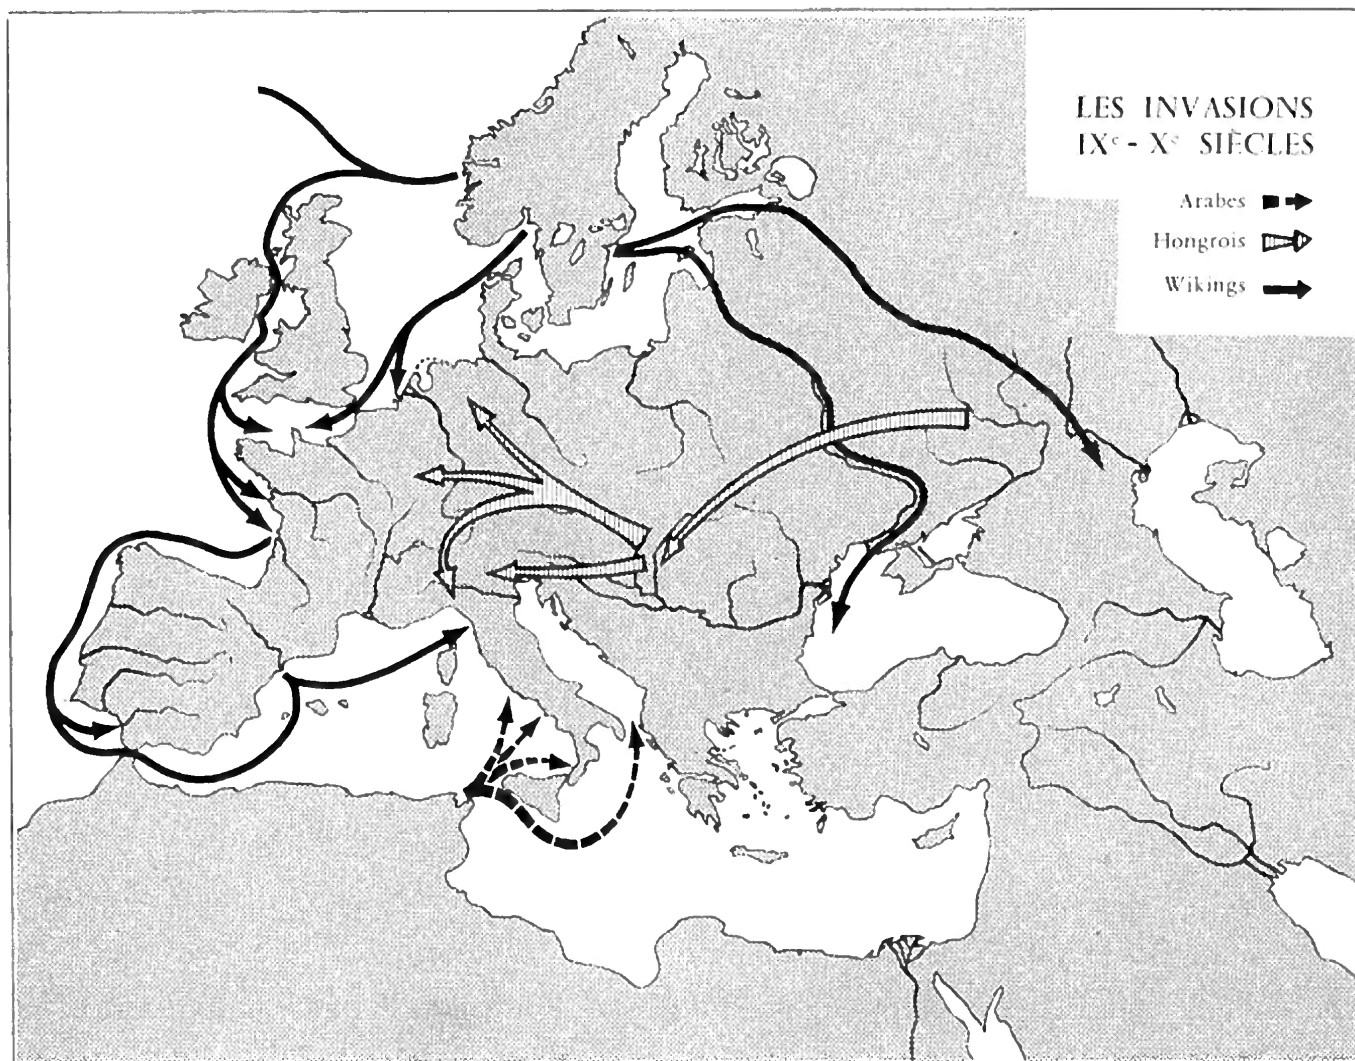 LES INVASIONS
IXᵉ - Xᵉ SIÈCLES
Arabes
Hongrois
Wikings